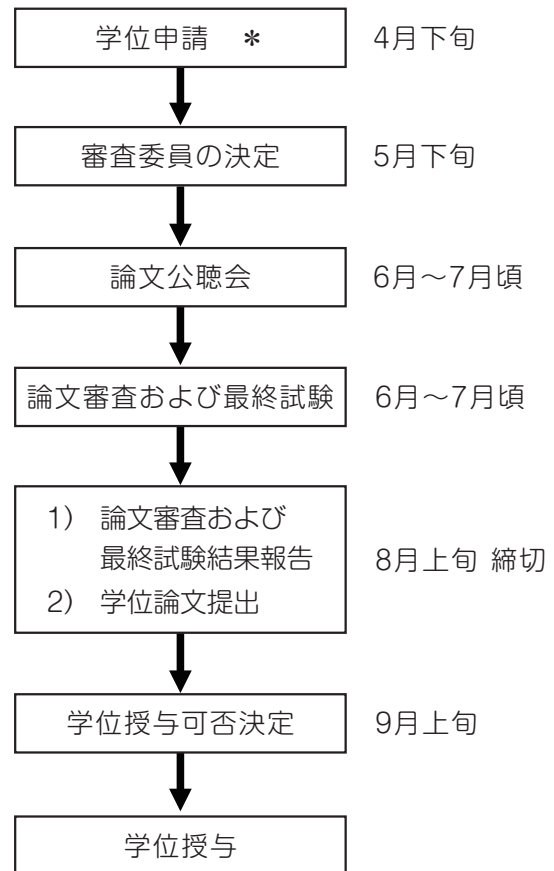 学位申請 * 4月下旬
審査委員の決定 5月下旬
論文公聴会 6月～7月頃
論文審査および最終試験 6月～7月頃
1) 論文審査および
最終試験結果報告 8月上旬 締切
2) 学位論文提出
学位授与可否決定 9月上旬
学位授与